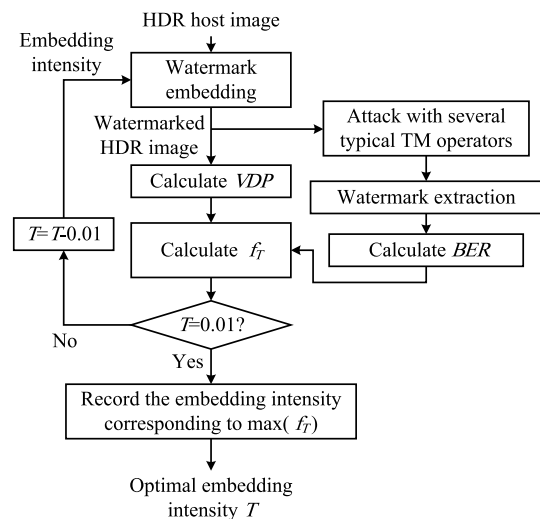 HDR host image
Embedding
intensity
Watermark
embedding
Watermarked
HDR image
Attack with several
typical TM operators
Calculate VDP
Watermark extraction
T=T-0.01
Calculate f_T
Calculate BER
T=0.01?
No
Yes
Record the embedding intensity
corresponding to max( f_T)
Optimal embedding
intensity T